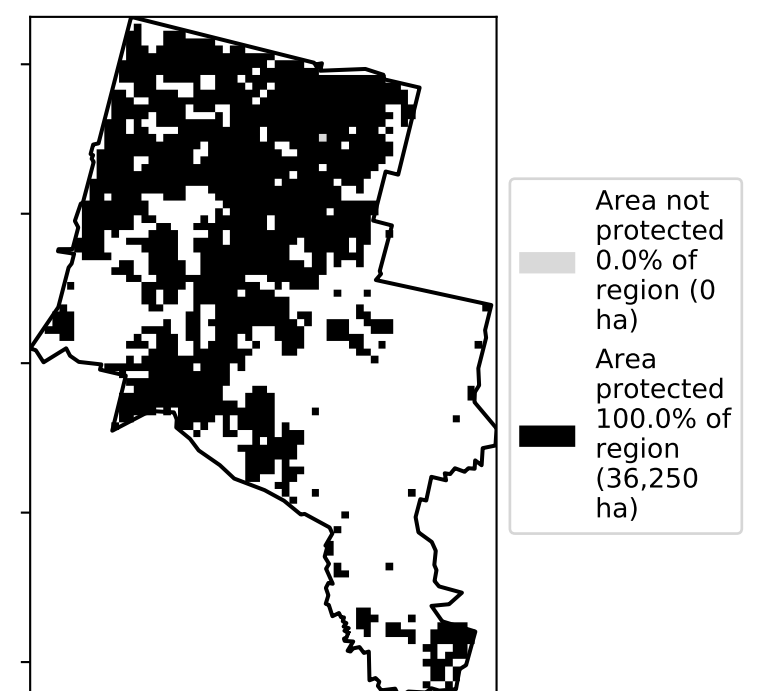 Area not
protected
0.0% of
region (0
ha)
Area
protected
100.0% of
region
(36,250
ha)